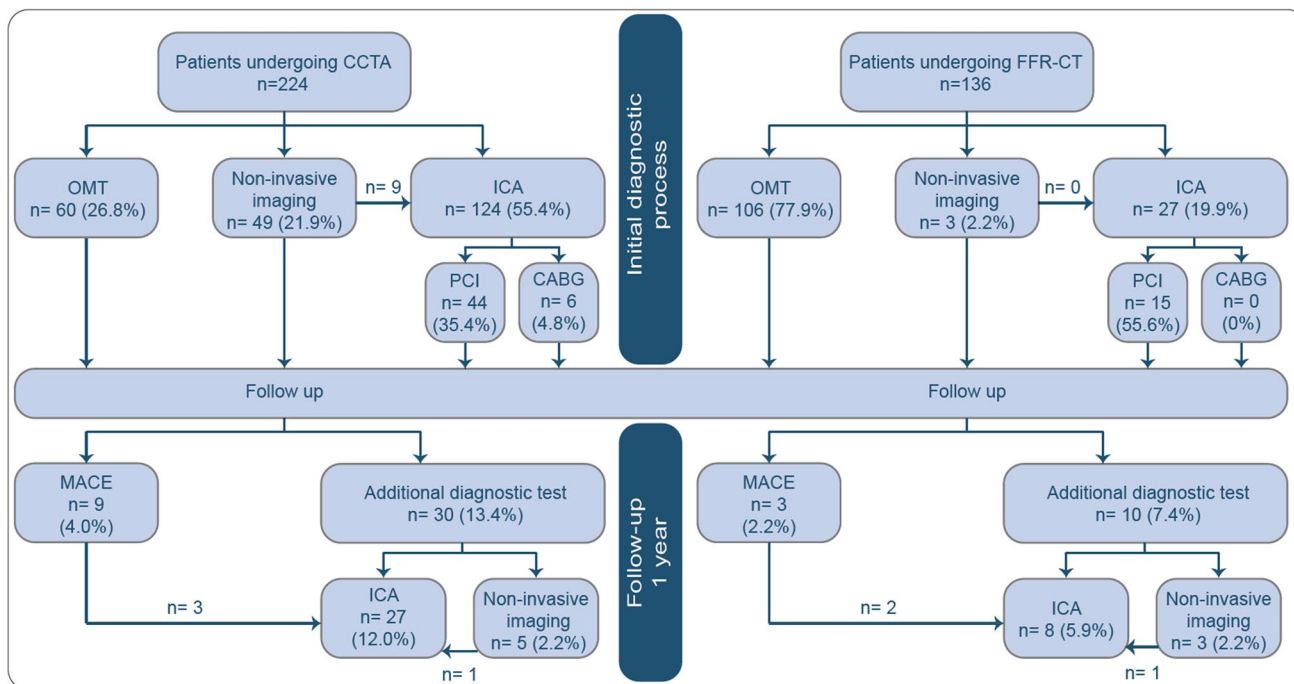 Patients undergoing CCTA
n=224
OMT
n= 60 (26.8%)
Non-invasive
imaging
n= 49 (21.9%)
n= 9
ICA
n= 124 (55.4%)
PCI
n= 44
(35.4%)
CABG
n= 6
(4.8%)
Initial diagnostic
process
Patients undergoing FFR-CT
n=136
OMT
n= 106 (77.9%)
Non-invasive
imaging
n= 3 (2.2%)
n= 0
ICA
n= 27 (19.9%)
PCI
n= 15
(55.6%)
CABG
n= 0
(0%)
Follow up
Follow up
MACE
n= 9
(4.0%)
Additional diagnostic test
n= 30 (13.4%)
n= 3
ICA
n= 27
(12.0%)
Non-invasive
imaging
n= 5 (2.2%)
n= 1
Follow-up
1 year
MACE
n= 3
(2.2%)
Additional diagnostic test
n= 10 (7.4%)
n= 2
ICA
n= 8 (5.9%)
Non-invasive
imaging
n= 3 (2.2%)
n= 1